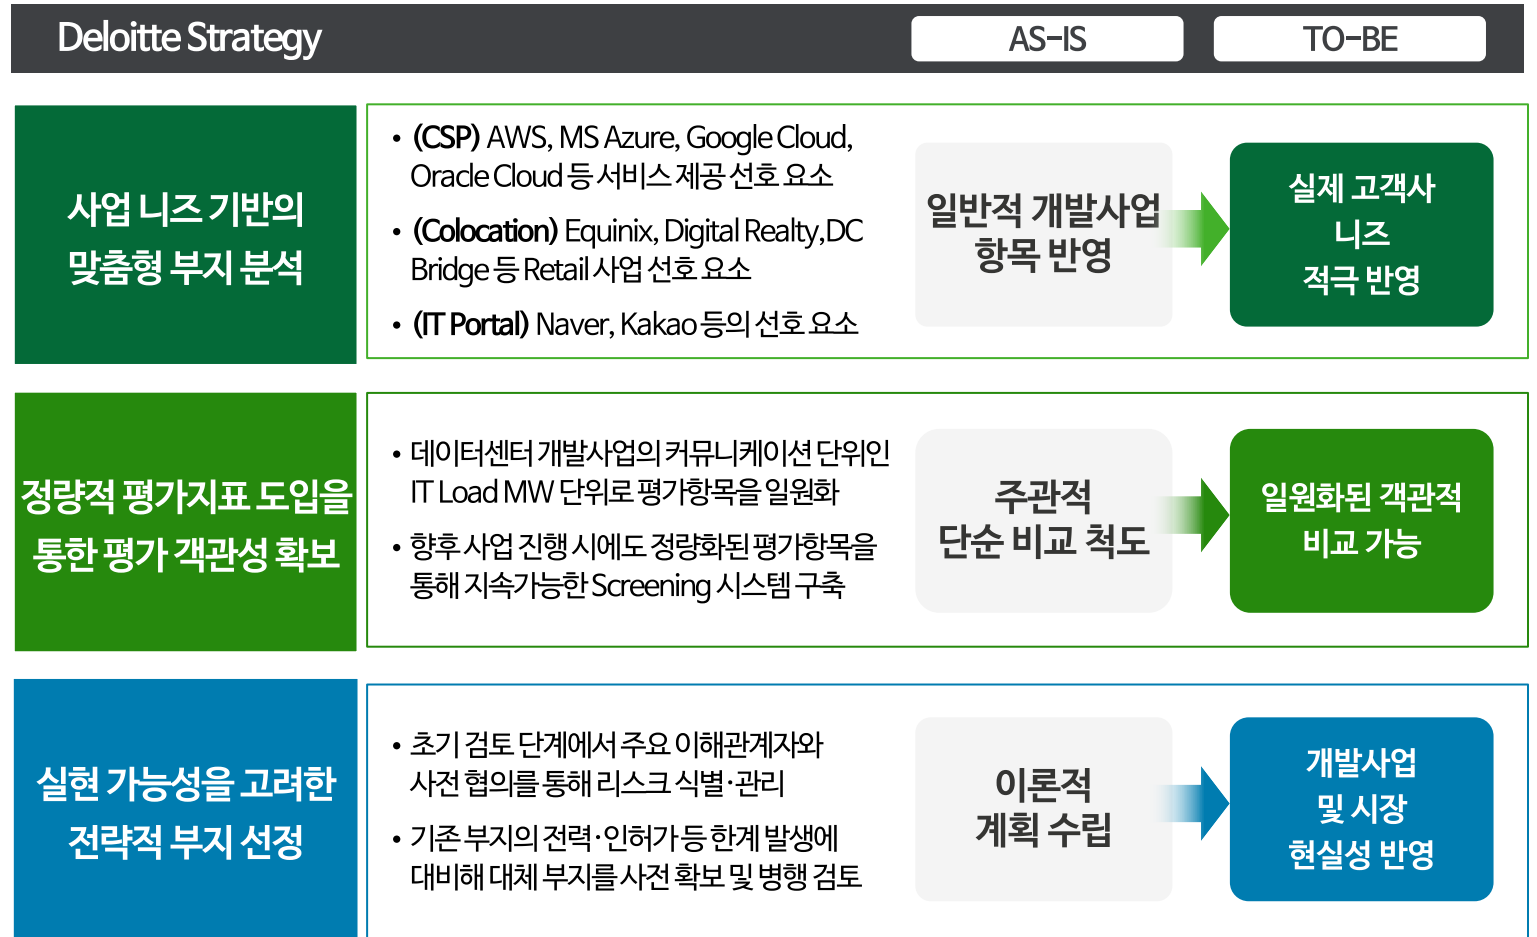 Deloitte Strategy
AS-IS
TO-BE
사업 니즈 기반의
맞춤형 부지 분석
• (CSP) AWS, MS Azure, Google Cloud,
Oracle Cloud 등 서비스 제공 선호 요소
• (Colocation) Equinix, Digital Realty,DC
Bridge 등 Retail 사업 선호 요소
• (IT Portal) Naver, Kakao 등의 선호 요소
일반적 개발사업
항목 반영
실제 고객사
니즈
적극 반영
정량적 평가지표 도입을
통한 평가 객관성 확보
• 데이터센터 개발사업의 커뮤니케이션 단위인
IT Load MW 단위로 평가항목을 일원화
• 향후 사업 진행 시에도 정량화된 평가항목을
통해 지속가능한 Screening 시스템 구축
주관적
단순 비교 척도
일원화된 객관적
비교 가능
실현 가능성을 고려한
전략적 부지 선정
• 초기 검토 단계에서 주요 이해관계자와
사전 협의를 통해 리스크 식별·관리
• 기존 부지의 전력·인허가 등 한계 발생에
대비해 대체 부지를 사전 확보 및 병행 검토
이론적
계획 수립
개발사업
및 시장
현실성 반영